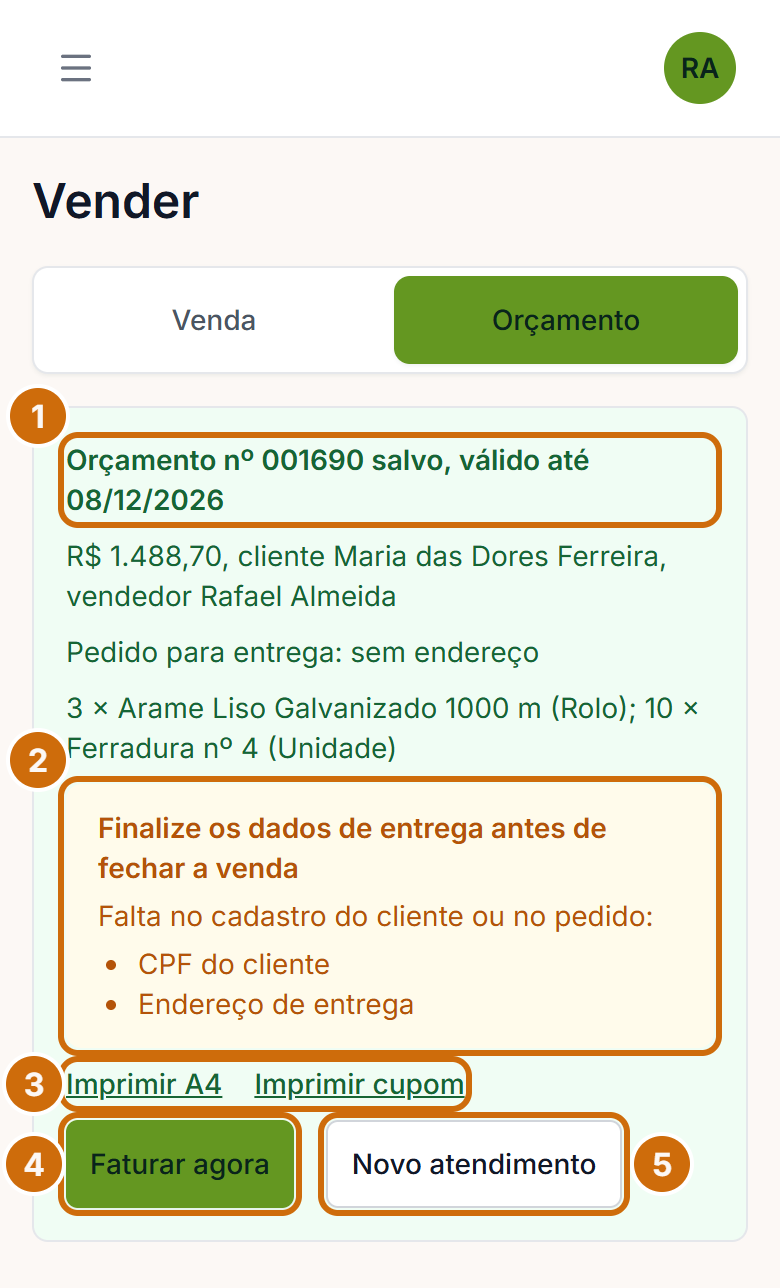 RA
Vender
Venda
Orçamento
1
Orçamento nº 001690 salvo, válido até
08/12/2026
R$ 1.488,70, cliente Maria das Dores Ferreira,
vendedor Rafael Almeida
Pedido para entrega: sem endereço
3 × Arame Liso Galvanizado 1000 m (Rolo); 10 ×
Ferradura nº 4 (Unidade)
2
Finalize os dados de entrega antes de
fechar a venda
Falta no cadastro do cliente ou no pedido:
• CPF do cliente
• Endereço de entrega
3
Imprimir A4 Imprimir cupom
4
Faturar agora
Novo atendimento
5